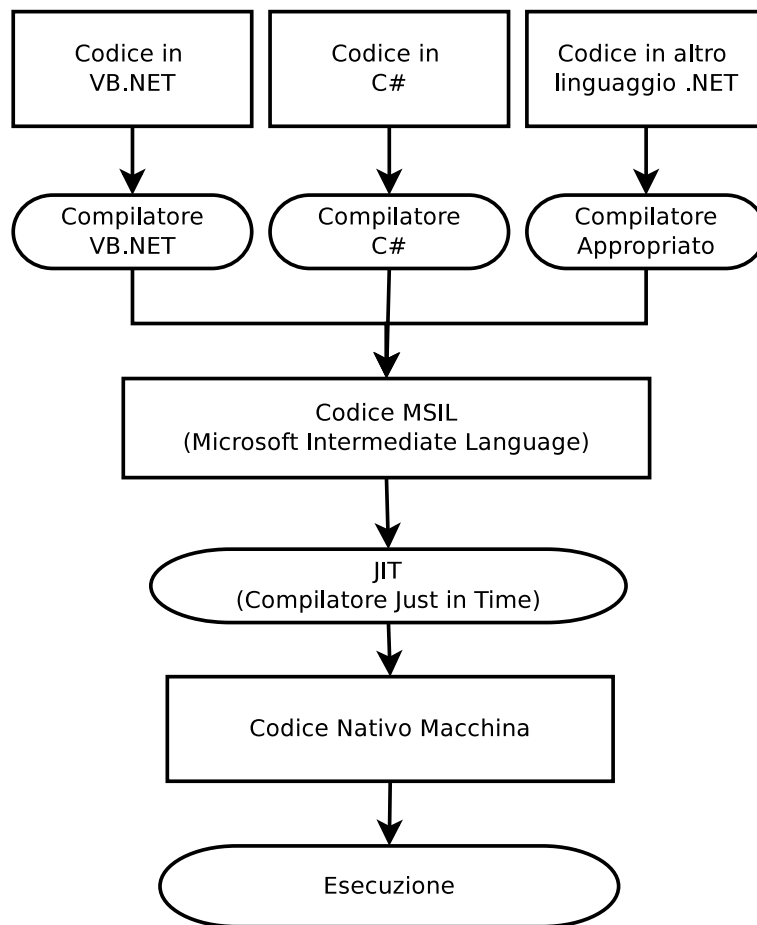 Codice in
VB.NET
Codice in
C#
Codice in altro
linguaggio .NET
Compilatore
VB.NET
Compilatore
C#
Compilatore
Appropriato
Codice MSIL
(Microsoft Intermediate Language)
JIT
(Compilatore Just in Time)
Codice Nativo Macchina
Esecuzione